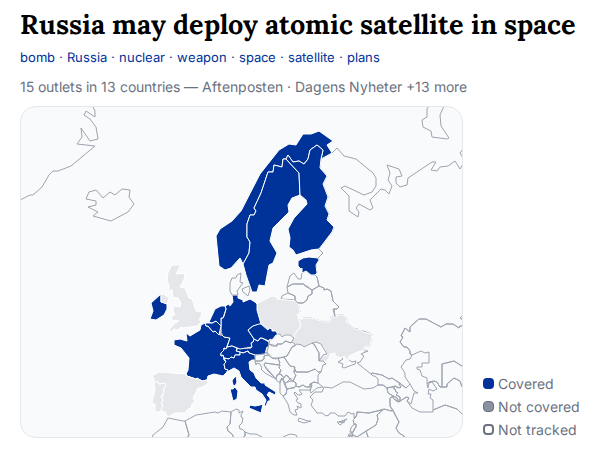 Russia may deploy atomic satellite in space
bomb · Russia · nuclear · weapon · space · satellite · plans
15 outlets in 13 countries — Aftenposten · Dagens Nyheter +13 more
Covered
Not covered
Not tracked